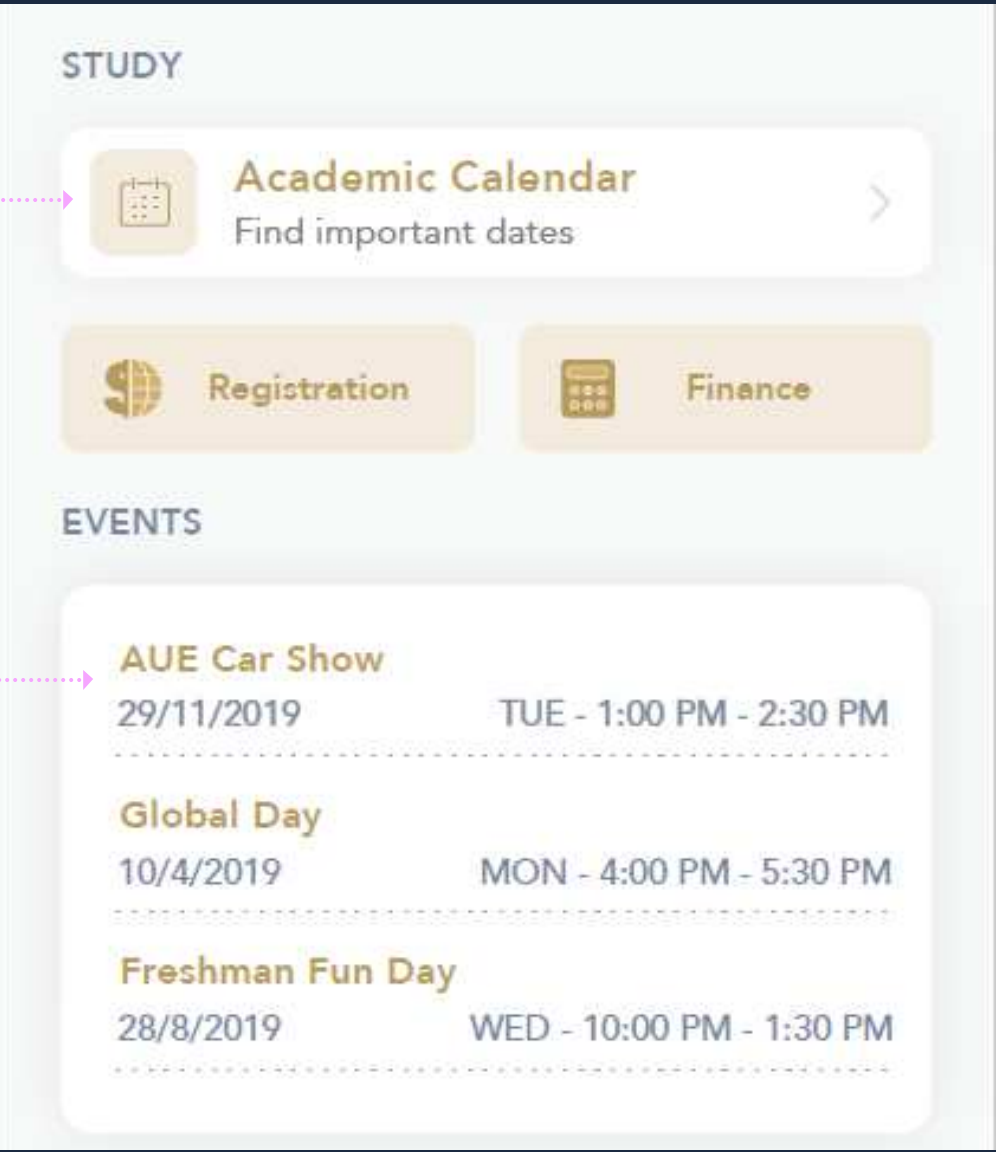 STUDY
Academic Calendar
Find important dates
Registration
Finance
EVENTS
AUE Car Show
29/11/2019 TUE - 1:00 PM - 2:30 PM
Global Day
10/4/2019 MON - 4:00 PM - 5:30 PM
Freshman Fun Day
28/8/2019 WED - 10:00 PM - 1:30 PM